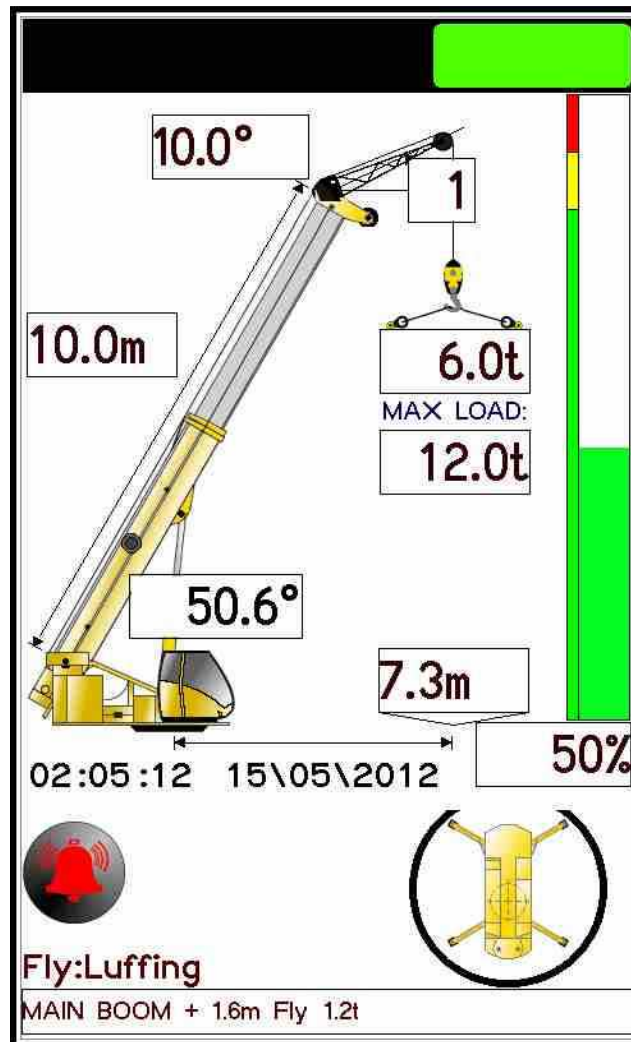 10.0°
1
10.0m
6.0t
MAX LOAD:
12.0t
50.6°
7.3m
50%
02:05:12 15\05\2012
Fly:Luffing
MAIN BOOM + 1.6m Fly 1.2t